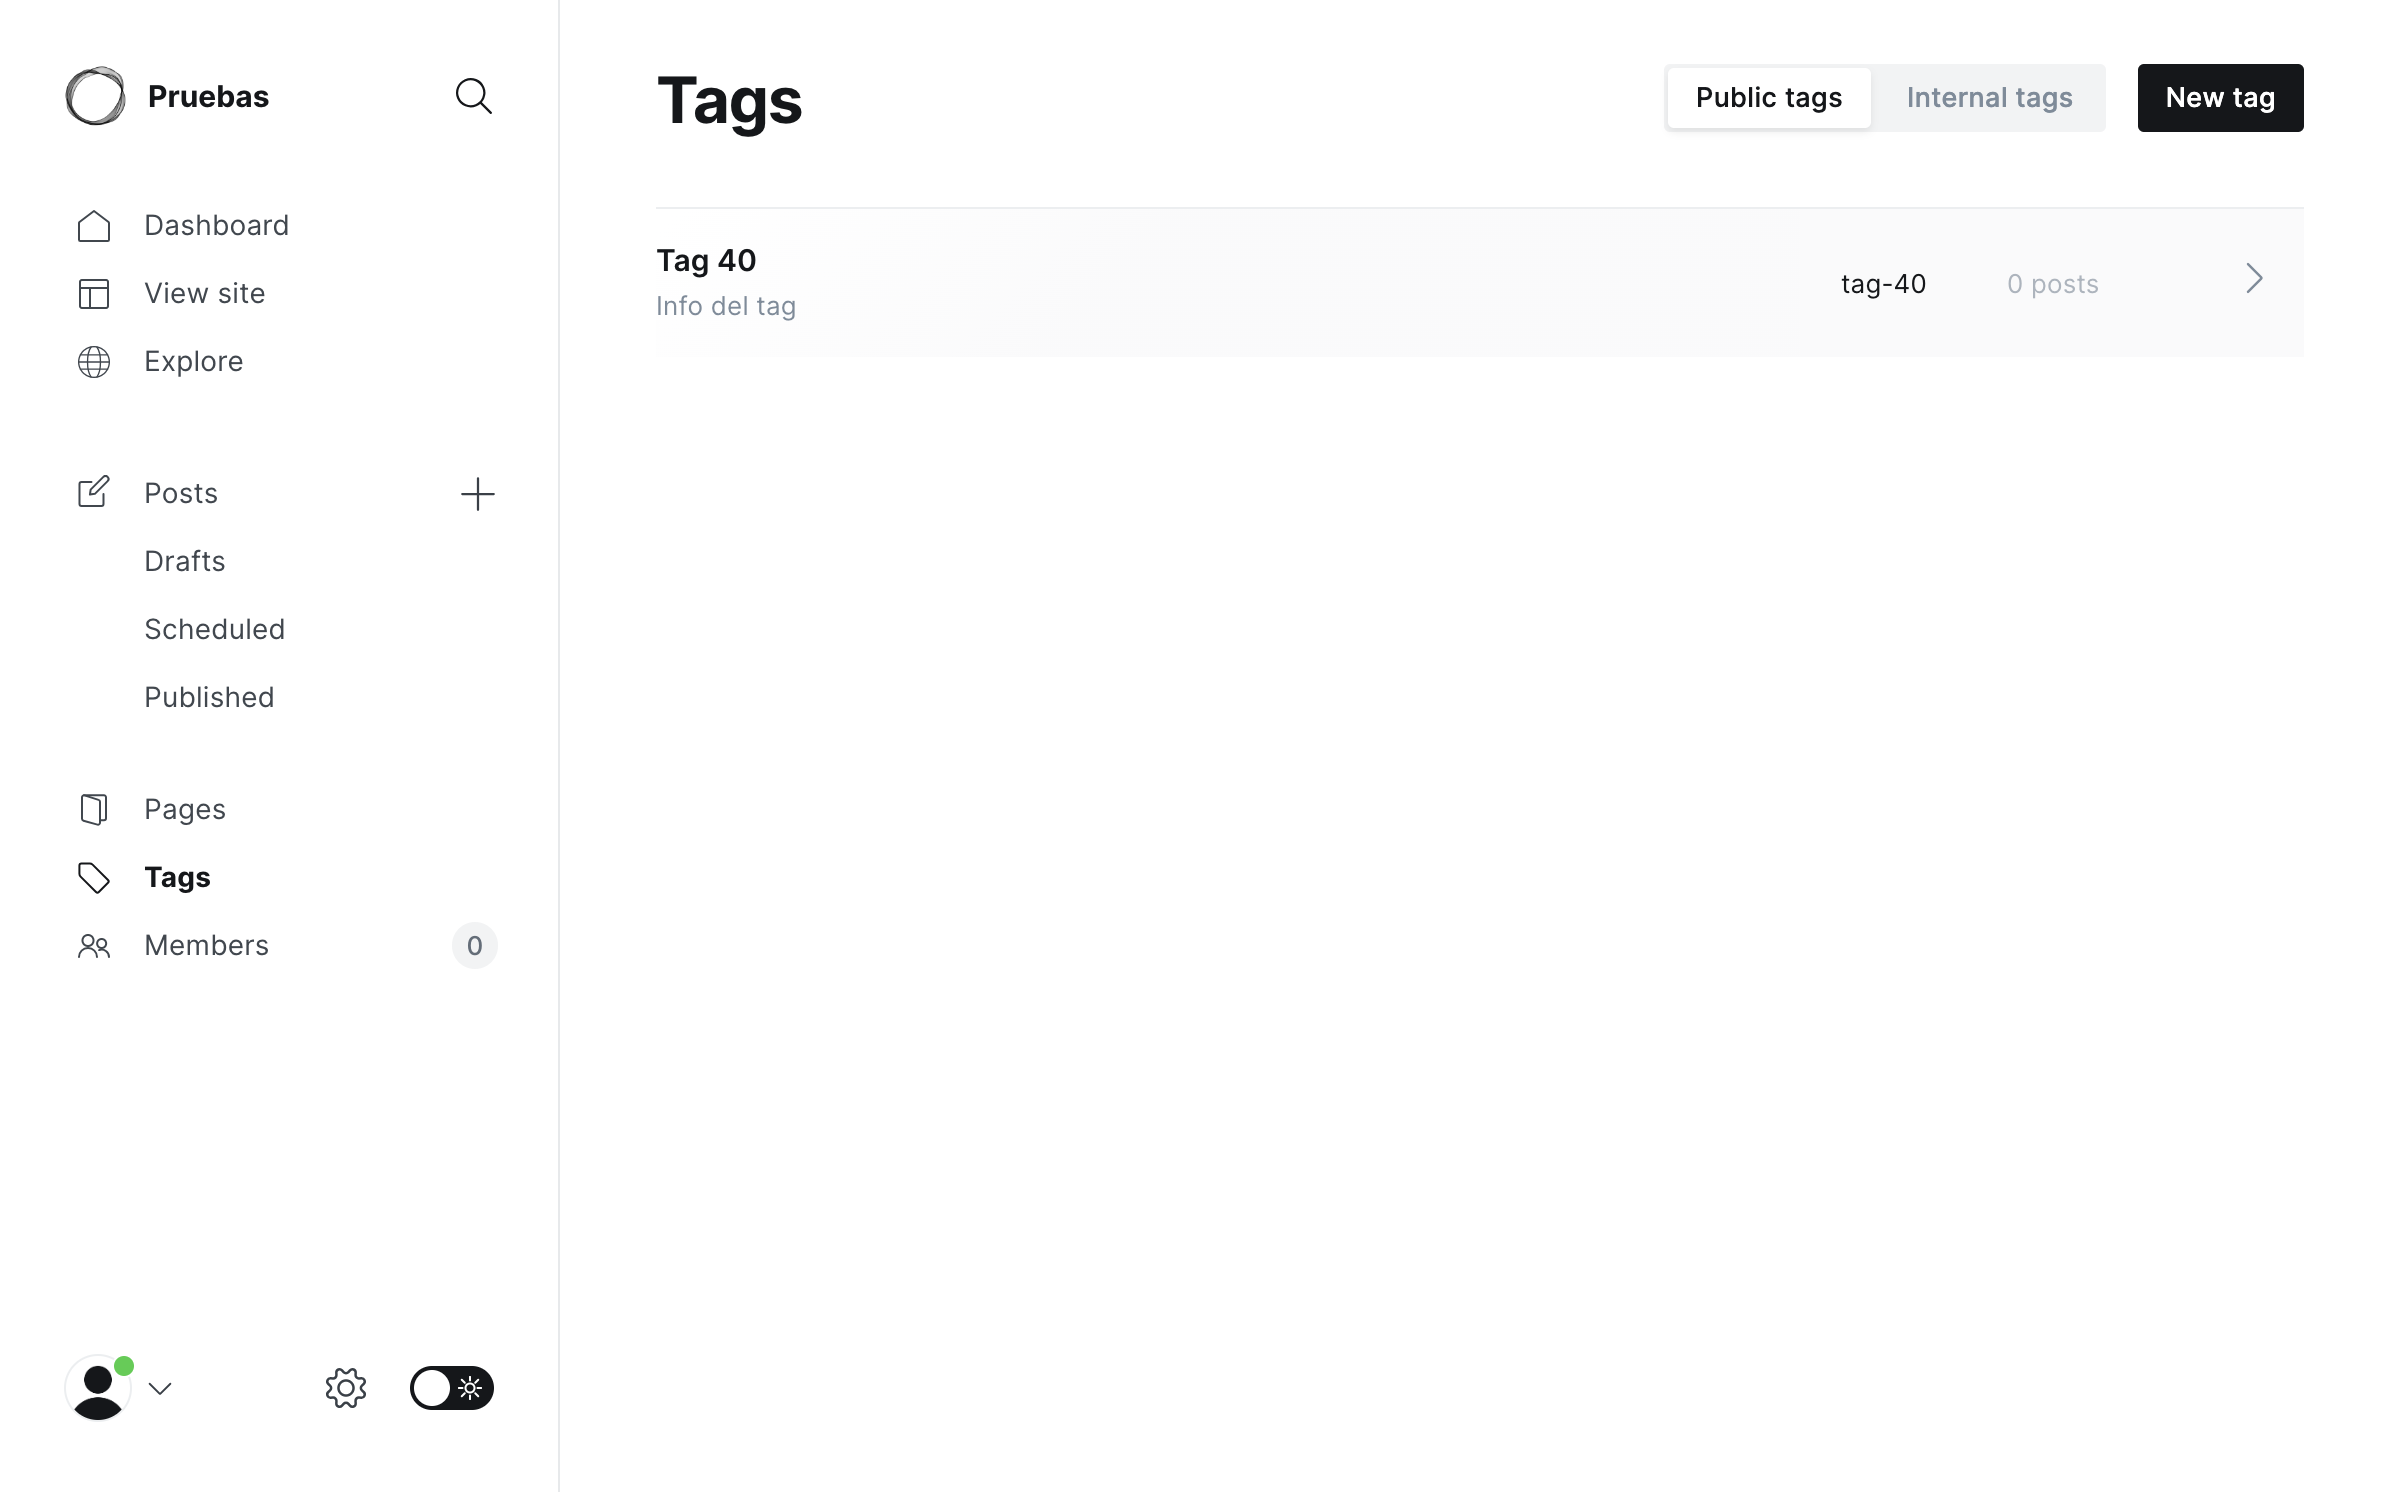 Pruebas
Dashboard
View site
Explore
Posts
Drafts
Scheduled
Published
Pages
Tags
Members 0
Tags
Public tags Internal tags New tag
Tag 40
Info del tag
tag-40 0 posts